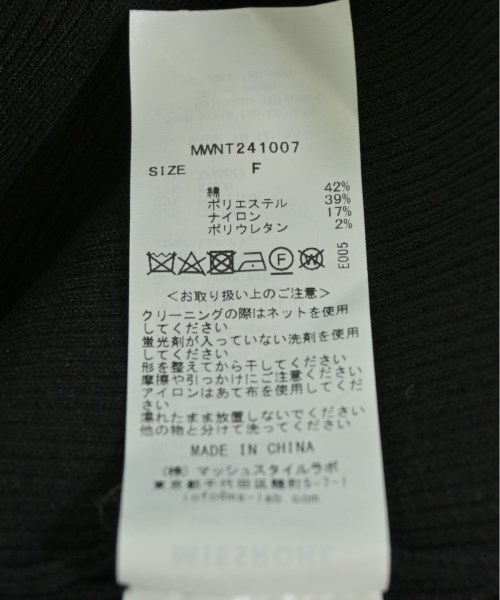 MWNT241007
SIZE F
綿 42%
ポリエステル 39%
ナイロン 17%
ポリウレタン 2%
F W
E005
<お取り扱い上のご注意>
クリーニングの際はネットを使用
してください
蛍光剤が入っていない洗剤を使用
してください
形を整えてから干してください
摩擦や引っかけにご注意ください
アイロンはあて布を使用してくだ
さい
濡れたまま放置しないでください
他の物と分けて洗ってください
MADE IN CHINA
(株)マッシュスタイルラボ
東京都千代田区麹町5-7-1
info@ms-lab.com